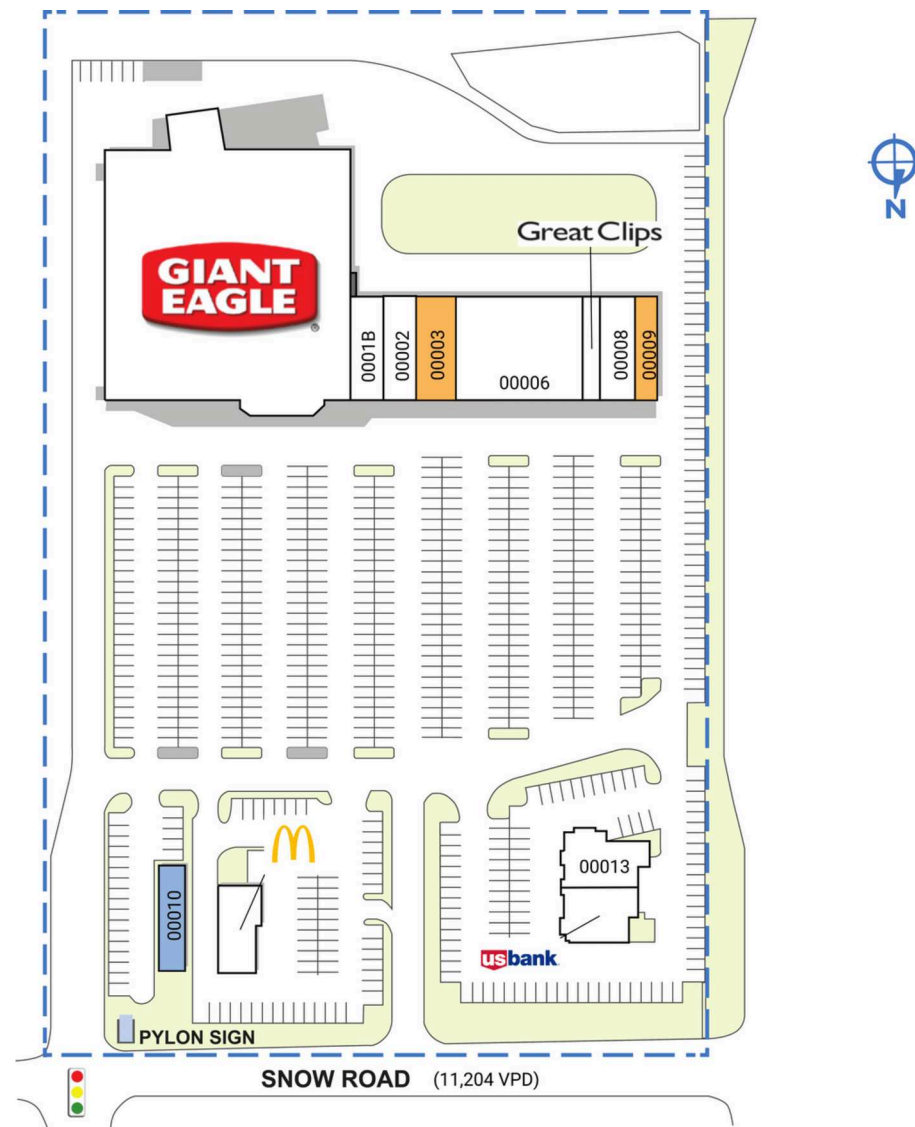 N
Great Clips
GIANT
EAGLE
®
0001B
00002
00003
00006
00008
00009
00010
00013
usbank
PYLON SIGN
SNOW ROAD (11,204 VPD)